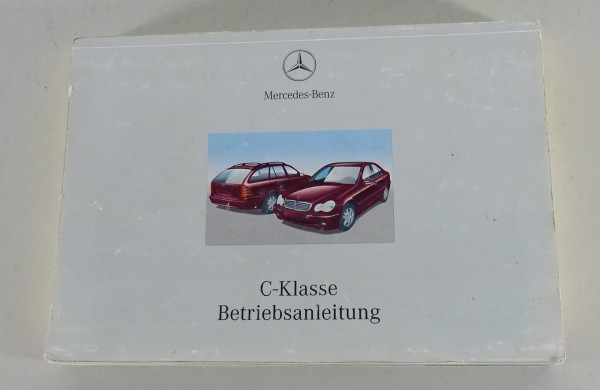 Mercedes-Benz
C-Klasse
Betriebsanleitung